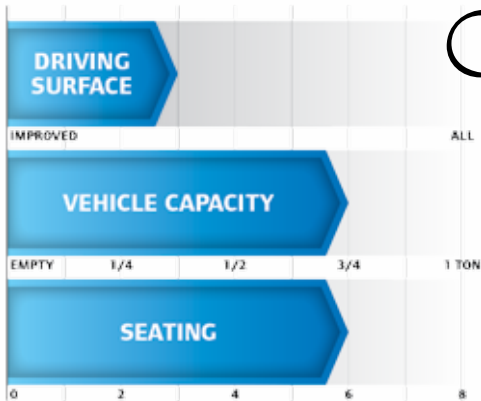 DRIVING
SURFACE
IMPROVED ALL
VEHICLE CAPACITY
EMPTY 1/4 1/2 3/4 1 TON
SEATING
0 2 4 6 8